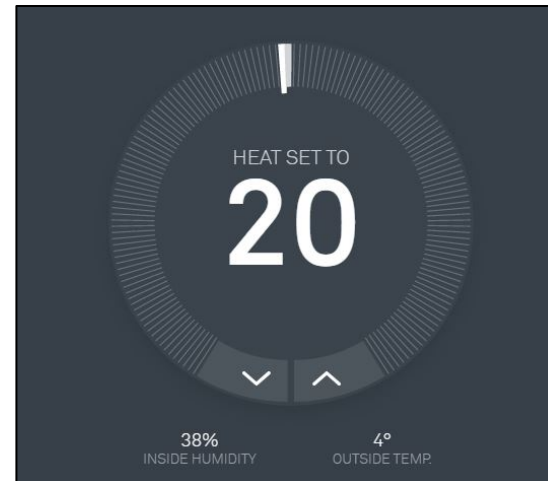 HEAT SET TO
20
38%
INSIDE HUMIDITY
4°
OUTSIDE TEMP.